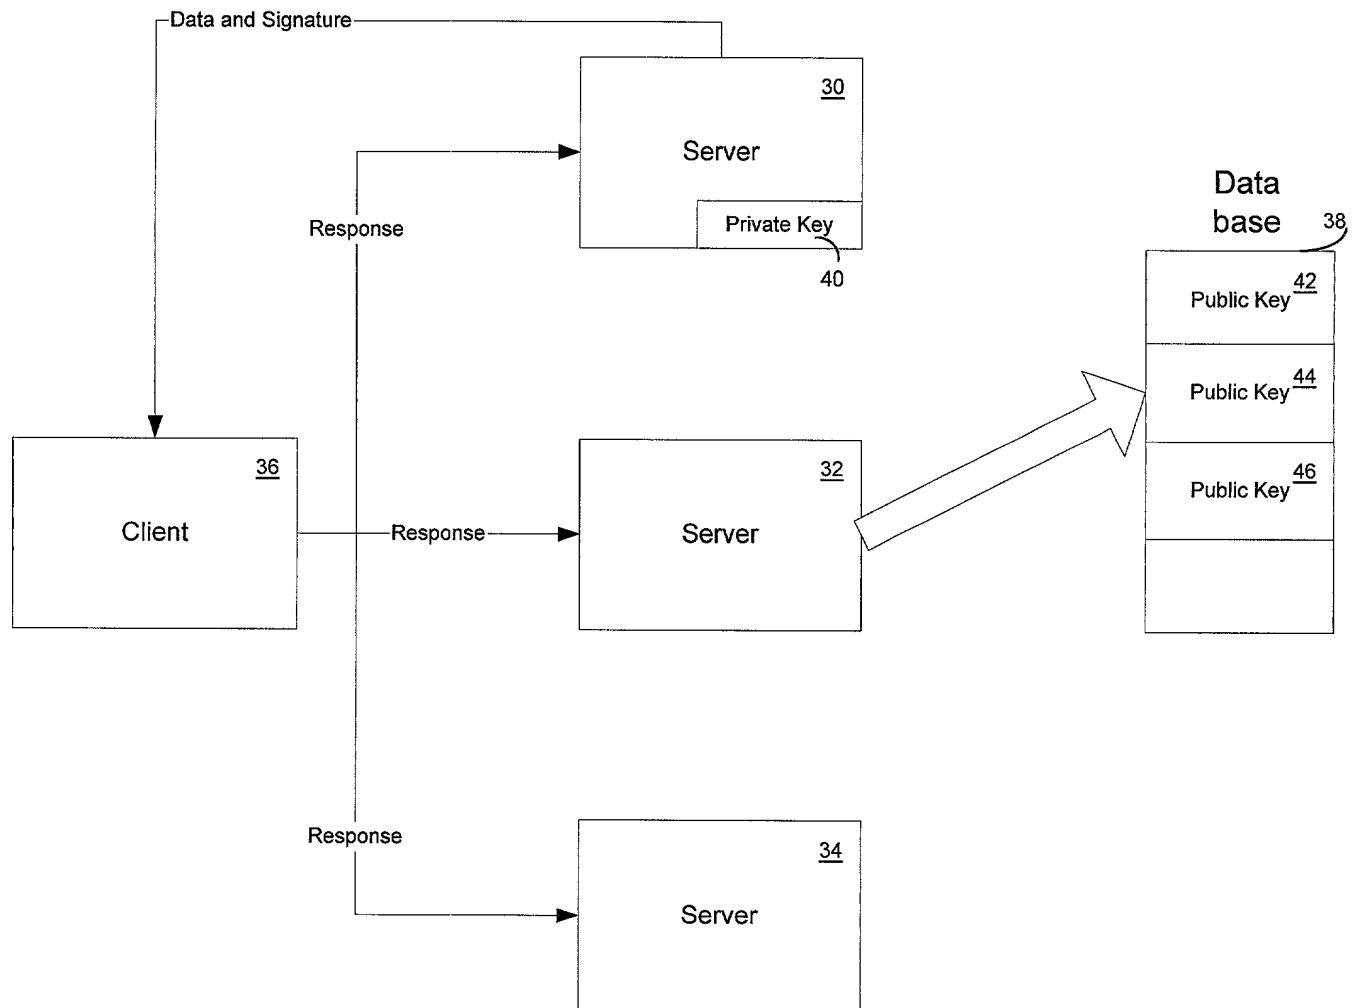 Data and Signature
30
Server
Private Key
40
Response
Data
base
38
Public Key 42
Public Key 44
Public Key 46
36
Client
Response
32
Server
Response
34
Server